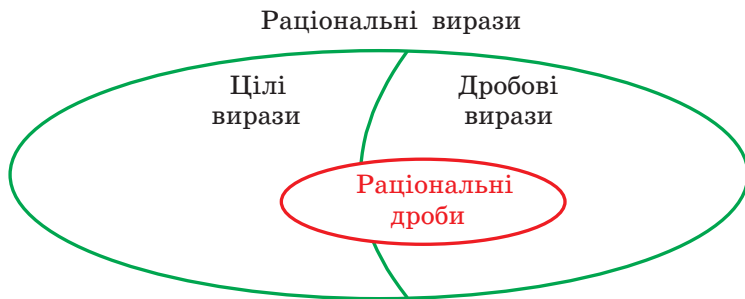 Раціональні вирази
Цілі
вирази
Дробові
вирази
Раціональні
дроби